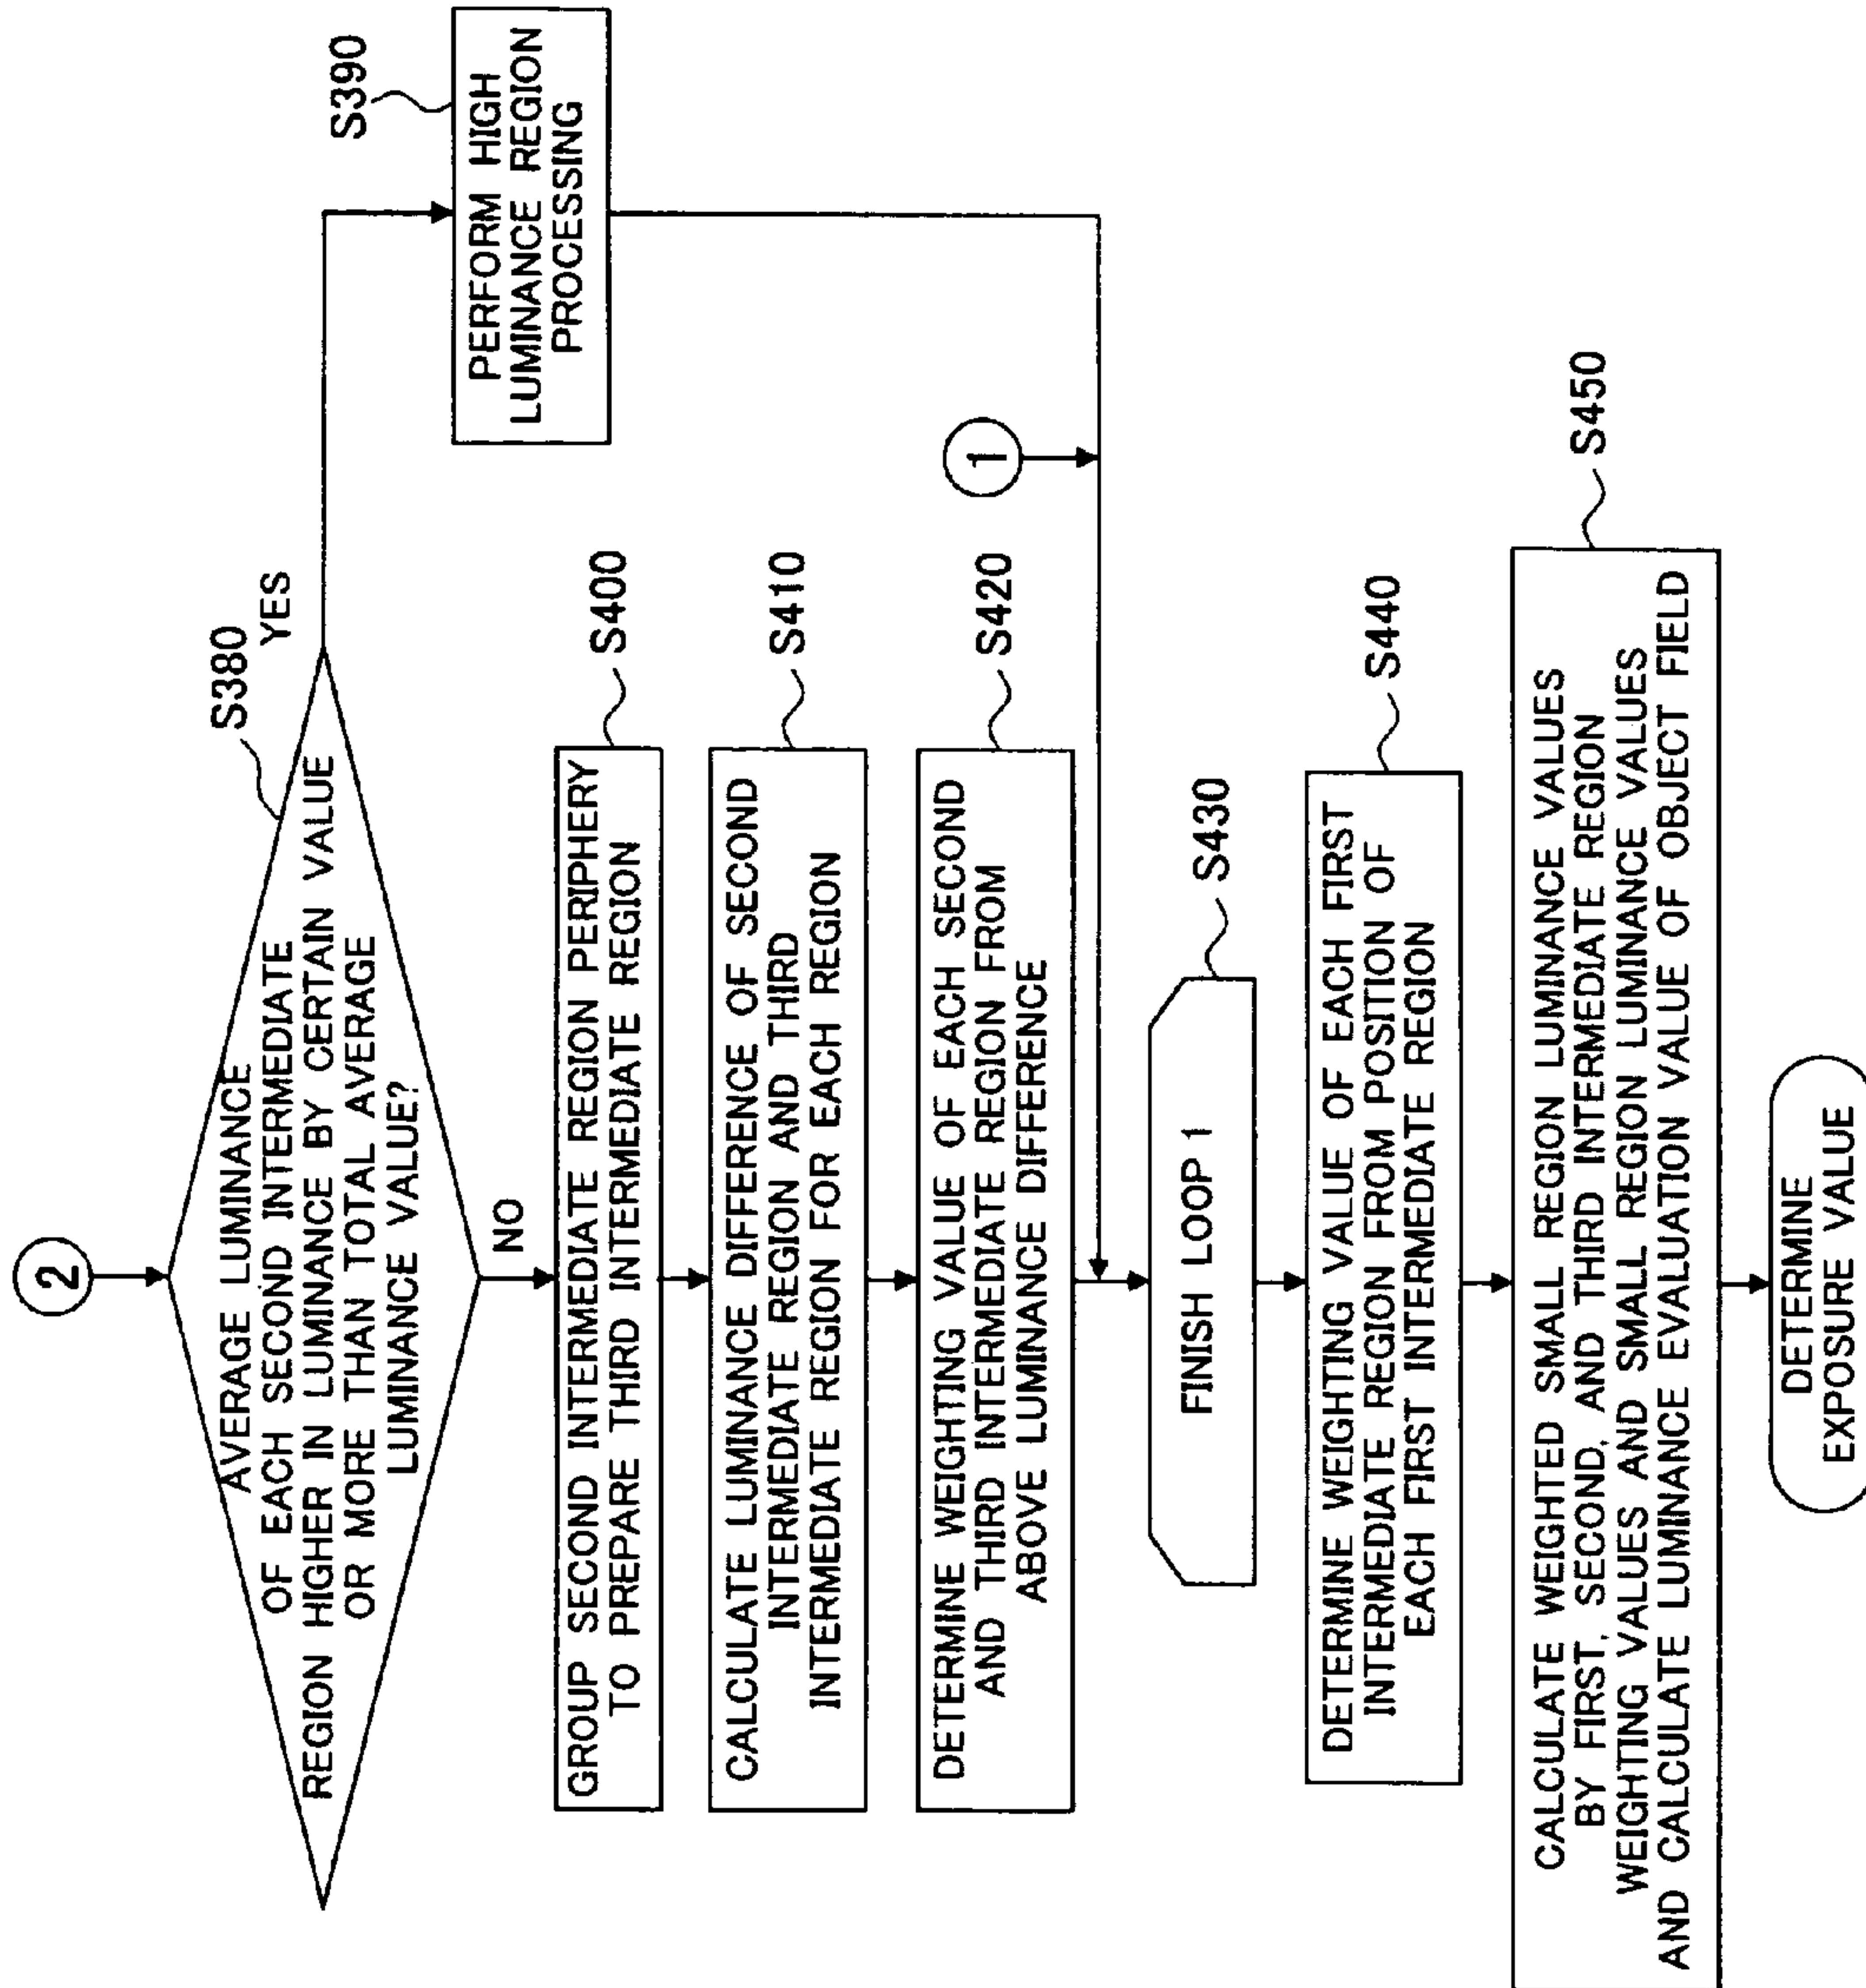 2
S380
AVERAGE LUMINANCE
OF EACH SECOND INTERMEDIATE
REGION HIGHER IN LUMINANCE BY CERTAIN VALUE
OR MORE THAN TOTAL AVERAGE
LUMINANCE VALUE?
YES
NO
S390
PERFORM HIGH
LUMINANCE REGION
PROCESSING
S400
GROUP SECOND INTERMEDIATE REGION PERIPHERY
TO PREPARE THIRD INTERMEDIATE REGION
S410
CALCULATE LUMINANCE DIFFERENCE OF SECOND
INTERMEDIATE REGION AND THIRD
INTERMEDIATE REGION FOR EACH REGION
S420
DETERMINE WEIGHTING VALUE OF EACH SECOND
AND THIRD INTERMEDIATE REGION FROM
ABOVE LUMINANCE DIFFERENCE
1
S430
FINISH LOOP 1
S440
DETERMINE WEIGHTING VALUE OF EACH FIRST
INTERMEDIATE REGION FROM POSITION OF
EACH FIRST INTERMEDIATE REGION
S450
CALCULATE WEIGHTED SMALL REGION LUMINANCE VALUES
BY FIRST, SECOND, AND THIRD INTERMEDIATE REGION
WEIGHTING VALUES AND SMALL REGION LUMINANCE VALUES
AND CALCULATE LUMINANCE EVALUATION VALUE OF OBJECT FIELD
DETERMINE
EXPOSURE VALUE